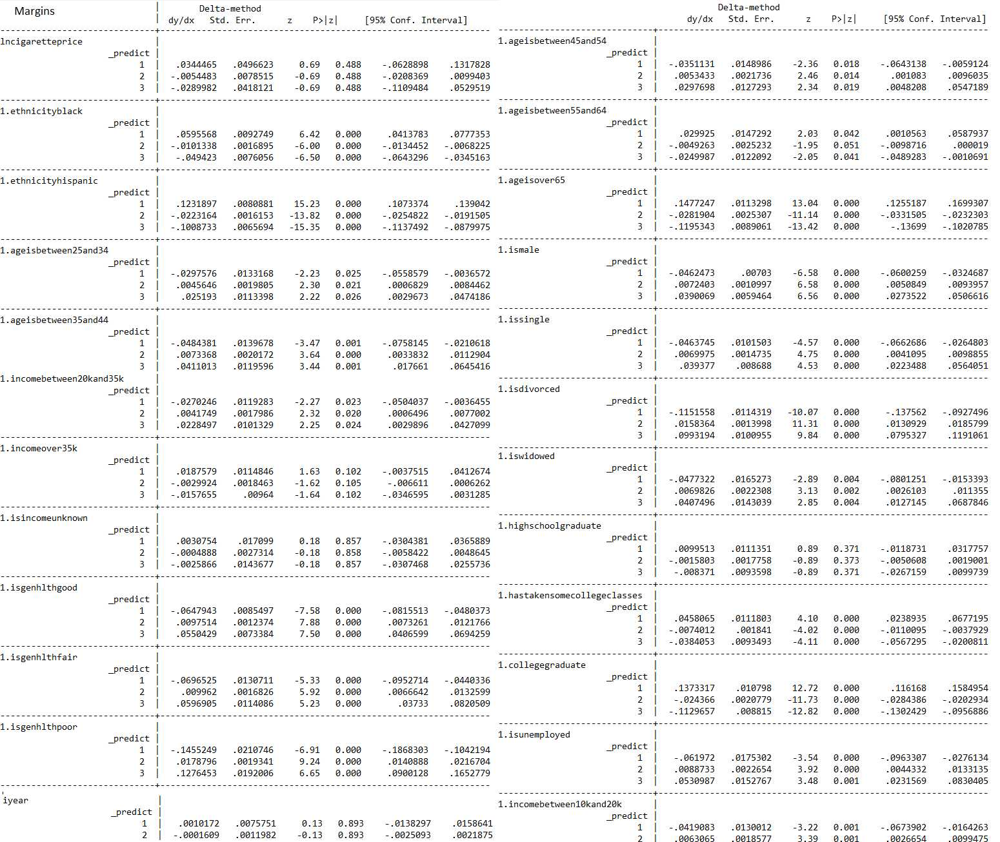 Margins | Delta-method
| dy/dx Std. Err. z P>|z| [95% Conf. Interval]
lncigaretteprice |
_predict |
1 | .0344465 .0496623 0.69 0.488 -.0628898 .1317828
2 | -.0054483 .0078515 -0.69 0.488 -.0208369 .0099403
3 | -.0289982 .0418121 -0.69 0.488 -.1109484 .0529519
1.ethnicityblack |
_predict |
1 | .0595568 .0092749 6.42 0.000 .0413783 .0777353
2 | -.0101338 .0016895 -6.00 0.000 -.0134452 -.0068225
3 | -.049423 .0076056 -6.50 0.000 -.0643296 -.0345163
1.ethnicityhispanic |
_predict |
1 | .1231897 .0080881 15.23 0.000 .1073374 .139042
2 | -.0223164 .0016153 -13.82 0.000 -.0254822 -.0191505
3 | -.1008733 .0065694 -15.35 0.000 -.1137492 -.0879975
1.ageisbetween25and34 |
_predict |
1 | -.0297576 .0133168 -2.23 0.025 -.0558579 -.0036572
2 | .0045646 .0019805 2.30 0.021 .0006829 .0084462
3 | .025193 .0113398 2.22 0.026 .0029673 .0474186
1.ageisbetween35and44 |
_predict |
1 | -.0484381 .0139678 -3.47 0.001 -.0758145 -.0210618
2 | .0073368 .0020172 3.64 0.000 .0033832 .0112904
3 | .0411013 .0119596 3.44 0.001 .017661 .0645416
1.incomebetween20kand35k |
_predict |
1 | -.0270246 .0119283 -2.27 0.023 -.0504037 -.0036455
2 | .0041749 .0017986 2.32 0.020 .0006496 .0077002
3 | .0228497 .0101329 2.25 0.024 .0029896 .0427099
1.incomeover35k |
_predict |
1 | .0187579 .0114846 1.63 0.102 -.0037515 .0412674
2 | -.0029924 .0018463 -1.62 0.105 -.006611 .0006262
3 | -.0157655 .00964 -1.64 0.102 -.0346595 .0031285
1.isincomeunknown |
_predict |
1 | .0030754 .017099 0.18 0.857 -.0304381 .0365889
2 | -.0004888 .0027314 -0.18 0.858 -.0058422 .0048645
3 | -.0025866 .0143677 -0.18 0.857 -.0307468 .0255736
1.isgenhlthgood |
_predict |
1 | -.0647943 .0085497 -7.58 0.000 -.0815513 -.0480373
2 | .0097514 .0012374 7.88 0.000 .0073261 .0121766
3 | .0550429 .0073384 7.50 0.000 .0406599 .0694259
1.isgenhlthfair |
_predict |
1 | -.0696525 .0130711 -5.33 0.000 -.0952714 -.0440336
2 | .009962 .0016826 5.92 0.000 .0066642 .0132599
3 | .0596905 .0114086 5.23 0.000 .03733 .0820509
1.isgenhlthpoor |
_predict |
1 | -.1455249 .0210746 -6.91 0.000 -.1868303 -.1042194
2 | .0178796 .0019341 9.24 0.000 .0140888 .0216704
3 | .1276453 .0192006 6.65 0.000 .0900128 .1652779
iyear |
_predict |
1 | .0010172 .0075751 0.13 0.893 -.0138297 .0158641
2 | -.0001609 .0011982 -0.13 0.893 -.0025093 .0021875
Delta-method
dy/dx Std. Err. z P>|z| [95% Conf. Interval]
1.ageisbetween45and54 |
_predict |
1 | -.0351131 .0148986 -2.36 0.018 -.0643138 -.0059124
2 | .0053433 .0021736 2.46 0.014 .001083 .0096035
3 | .0297698 .0127293 2.34 0.019 .0048208 .0547189
1.ageisbetween55and64 |
_predict |
1 | .029925 .0147292 2.03 0.042 .0010563 .0587937
2 | -.0049263 .0025232 -1.95 0.051 -.0098716 .000019
3 | -.0249987 .0122092 -2.05 0.041 -.0489283 -.0010691
1.ageisover65 |
_predict |
1 | .1477247 .0113298 13.04 0.000 .1255187 .1699307
2 | -.0281904 .0025307 -11.14 0.000 -.0331505 -.0232303
3 | -.1195343 .0089061 -13.42 0.000 -.13699 -.1020785
1.ismale |
_predict |
1 | -.0462473 .00703 -6.58 0.000 -.0600259 -.0324687
2 | .0072403 .0010997 6.58 0.000 .0050849 .0093957
3 | .0390069 .0059464 6.56 0.000 .0273522 .0506616
1.issingle |
_predict |
1 | -.0463745 .0101503 -4.57 0.000 -.0662686 -.0264803
2 | .0069975 .0014735 4.75 0.000 .0041095 .0098855
3 | .039377 .008688 4.53 0.000 .0223488 .0564051
1.isdivorced |
_predict |
1 | -.1151558 .0114319 -10.07 0.000 -.137562 -.0927496
2 | .0158364 .0013998 11.31 0.000 .0130929 .0185799
3 | .0993194 .0100955 9.84 0.000 .0795327 .1191061
1.iswidowed |
_predict |
1 | -.0477322 .0165273 -2.89 0.004 -.0801251 -.0153393
2 | .0069826 .0022308 3.13 0.002 .0026103 .011355
3 | .0407496 .0143039 2.85 0.004 .0127145 .0687846
1.highschoolgraduate |
_predict |
1 | .0099513 .0111351 0.89 0.371 -.0118731 .0317757
2 | -.0015803 .0017758 -0.89 0.373 -.0050608 .0019001
3 | -.008371 .0093598 -0.89 0.371 -.0267159 .0099739
1.hastakensomecollegeclasses |
_predict |
1 | .0458065 .0111803 4.10 0.000 .0238935 .0677195
2 | -.0074012 .001841 -4.02 0.000 -.0110095 -.0037929
3 | -.0384053 .0093493 -4.11 0.000 -.0567295 -.0200811
1.collegegraduate |
_predict |
1 | .1373317 .010798 12.72 0.000 .116168 .1584954
2 | -.024366 .0020779 -11.73 0.000 -.0284386 -.0202934
3 | -.1129657 .008815 -12.82 0.000 -.1302429 -.0956886
1.isunemployed |
_predict |
1 | -.061972 .0175302 -3.54 0.000 -.0963307 -.0276134
2 | .0088733 .0022654 3.92 0.000 .0044332 .0133135
3 | .0530987 .0152767 3.48 0.001 .0231569 .0830405
1.incomebetween10kand20k |
_predict |
1 | -.0419083 .0130012 -3.22 0.001 -.0673902 -.0164263
2 | .0063065 .0018577 3.39 0.001 .0026654 .0099475